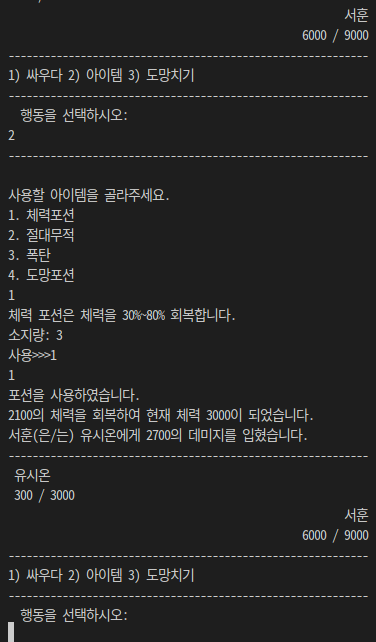 서훈
6000 / 9000
------------------------------------------------------------
1) 싸우다 2) 아이템 3) 도망치기
------------------------------------------------------------
행동을 선택하시오:
2
------------------------------------------------------------
사용할 아이템을 골라주세요.
1. 체력포션
2. 절대무적
3. 폭탄
4. 도망포션
1
체력 포션은 체력을 30%~80% 회복합니다.
소지량: 3
사용>>>1
1
포션을 사용하였습니다.
2100의 체력을 회복하여 현재 체력 3000이 되었습니다.
서훈(은/는) 유시온에게 2700의 데미지를 입혔습니다.
------------------------------------------------------------
유시온
300 / 3000
서훈
6000 / 9000
------------------------------------------------------------
1) 싸우다 2) 아이템 3) 도망치기
------------------------------------------------------------
행동을 선택하시오: